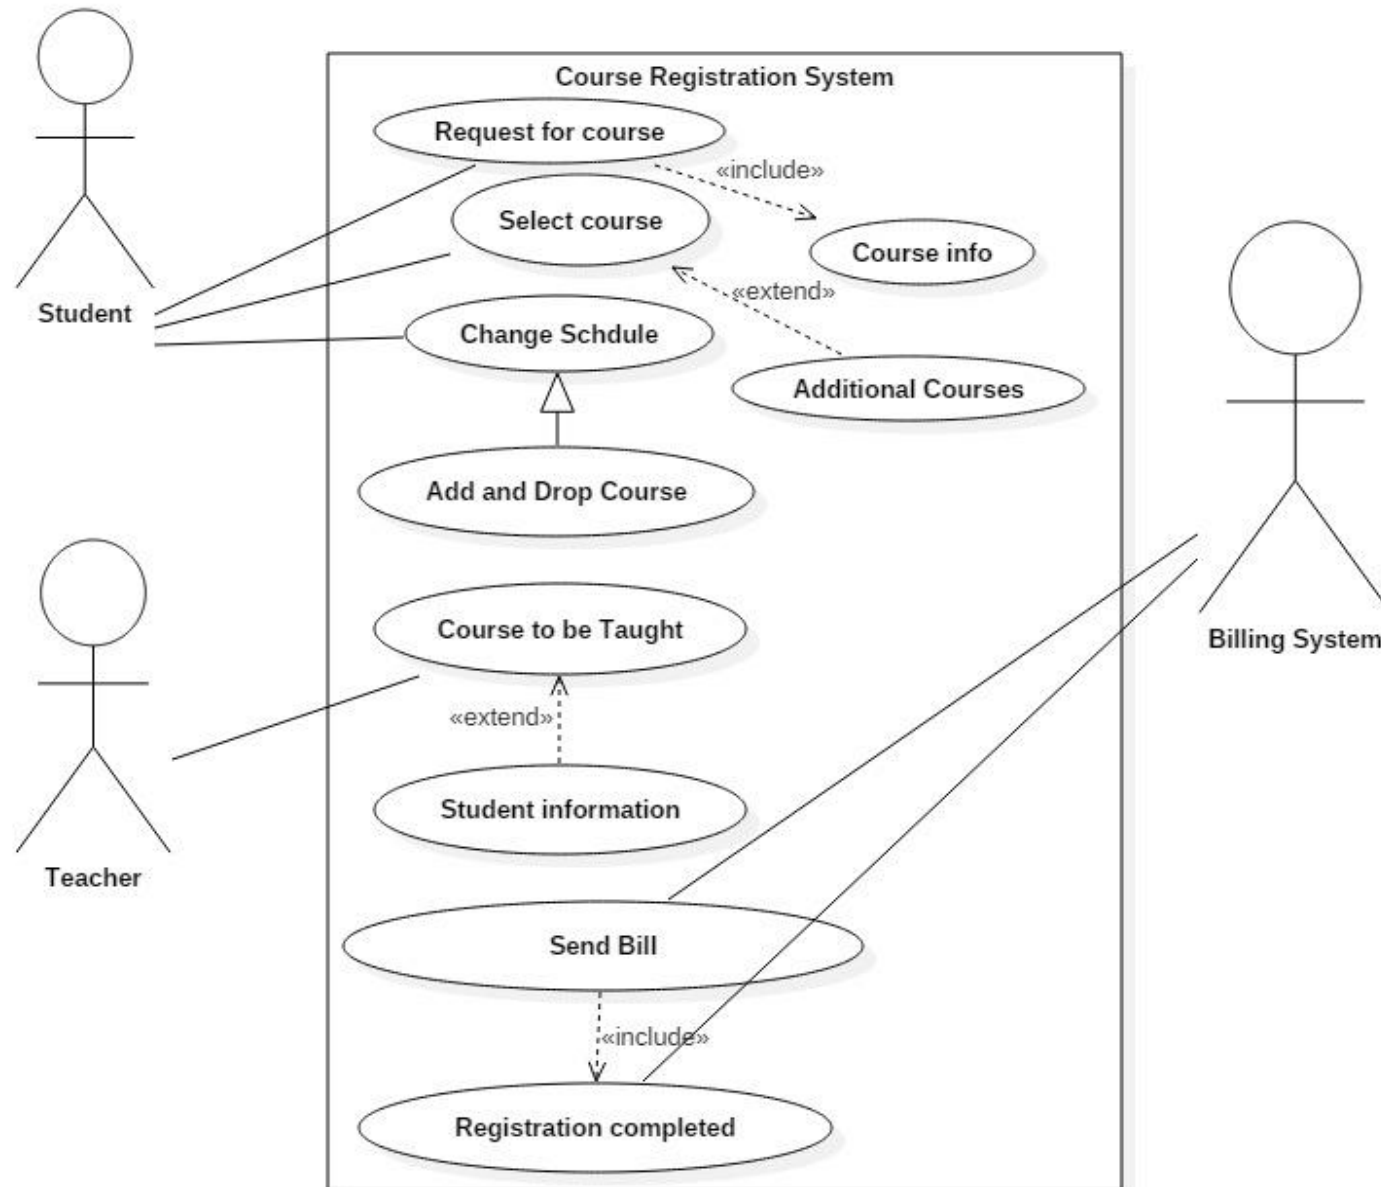 Course Registration System
Request for course
«include»
Select course
Course info
«extend»
Student
Change Schdule
Additional Courses
Add and Drop Course
Course to be Taught
Billing System
«extend»
Student information
Teacher
Send Bill
«include»
Registration completed